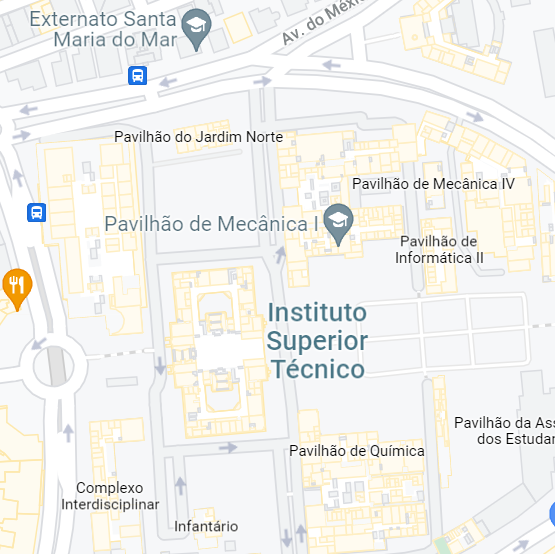 Externato Santa
Maria do Mar
Av. do Méxi
Pavilhão do Jardim Norte
Pavilhão de Mecânica IV
Pavilhão de Mecânica I
Pavilhão de
Informática II
Instituto
Superior
Técnico
Pavilhão da Ass
dos Estudan
Pavilhão de Química
Complexo
Interdisciplinar
Infantário